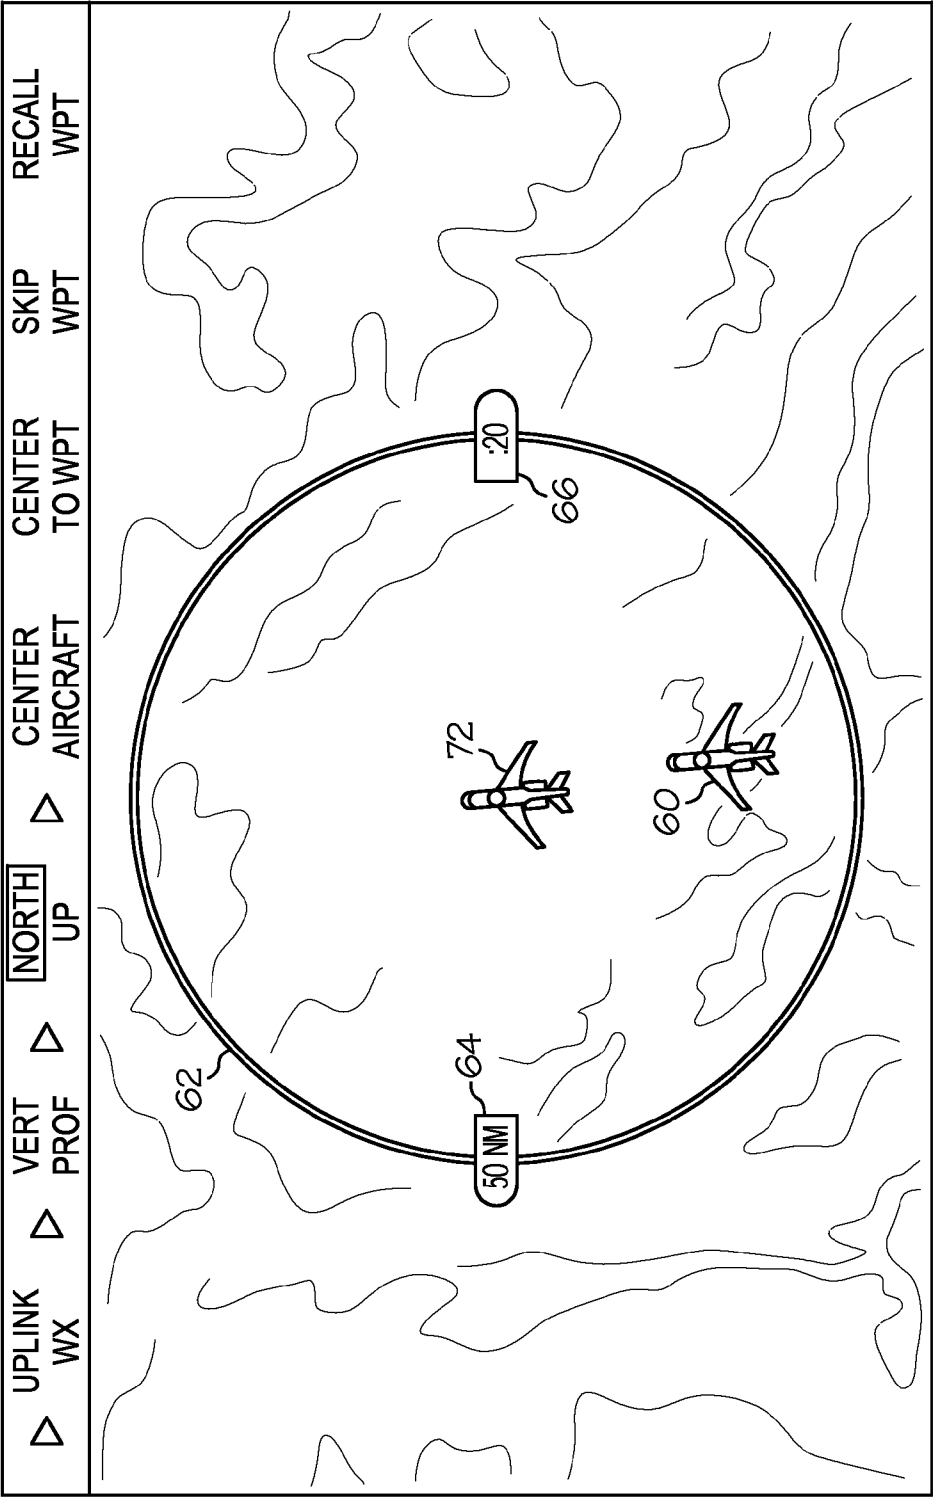 ▷ UPLINK WX
▷ VERT PROF
▷ NORTH UP
▷ CENTER AIRCRAFT
CENTER TO WPT
SKIP WPT
RECALL WPT
62
64
50 NM
72
60
:20
66